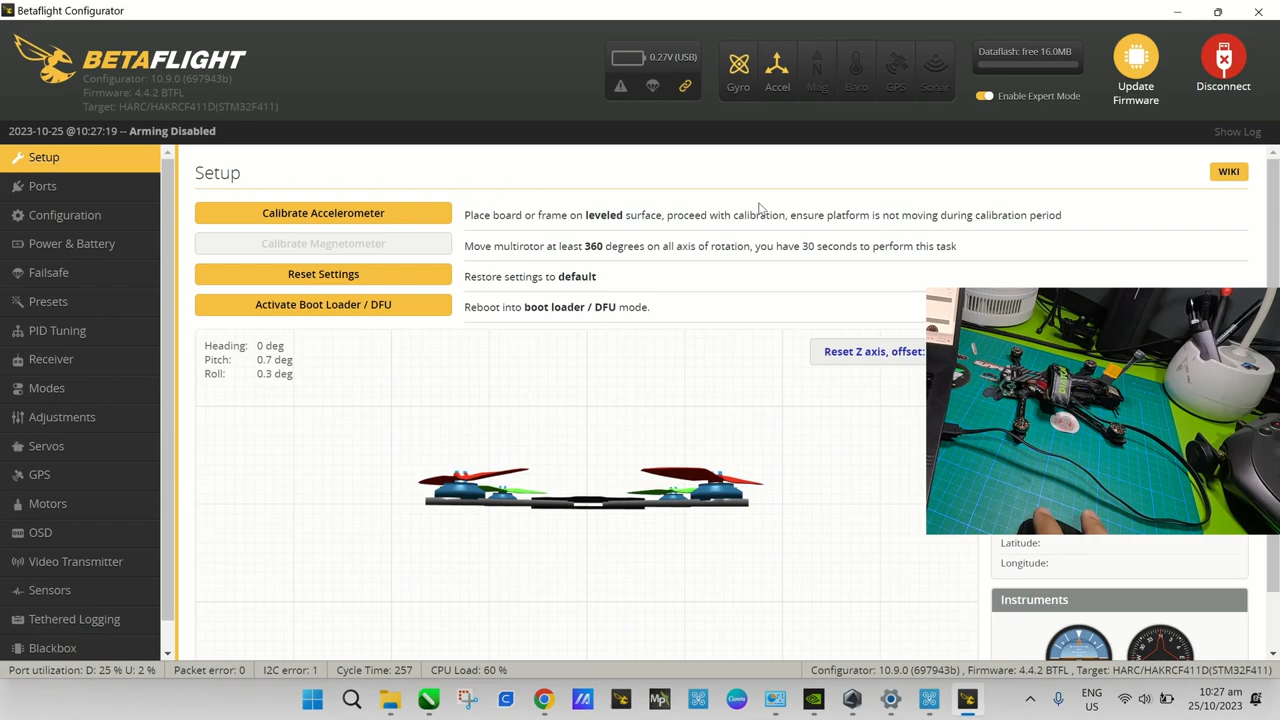 Betaflight Configurator
BETAFLIGHT
Configurator: 10.9.0 (697943b)
Firmware: 4.4.2 BTFL
Target: HARC/HAKRCF411D(STM32F411)
0.27V (USB)
Gyro
Accel
Mag
Baro
GPS
Sonar
Dataflash: free 16.0MB
Enable Expert Mode
Update
Firmware
Disconnect
2023-10-25 @10:27:19 -- Arming Disabled
Show Log
Setup
Ports
Configuration
Power & Battery
Failsafe
Presets
PID Tuning
Receiver
Modes
Adjustments
Servos
GPS
Motors
OSD
Video Transmitter
Sensors
Tethered Logging
Blackbox
Setup
WIKI
Calibrate Accelerometer
Place board or frame on leveled surface, proceed with calibration, ensure platform is not moving during calibration period
Calibrate Magnetometer
Move multirotor at least 360 degrees on all axis of rotation, you have 30 seconds to perform this task
Reset Settings
Restore settings to default
Activate Boot Loader / DFU
Reboot into boot loader / DFU mode.
Heading: 0 deg
Pitch: 0.7 deg
Roll: 0.3 deg
Reset Z axis, offset:
Latitude:
Longitude:
Instruments
Port utilization: D: 25 % U: 2 %
Packet error: 0
I2C error: 1
Cycle Time: 257
CPU Load: 60 %
Configurator: 10.9.0 (697943b) , Firmware: 4.4.2 BTFL , Target: HARC/HAKRCF411D(STM32F411)
ENG
US
10:27 am
25/10/2023